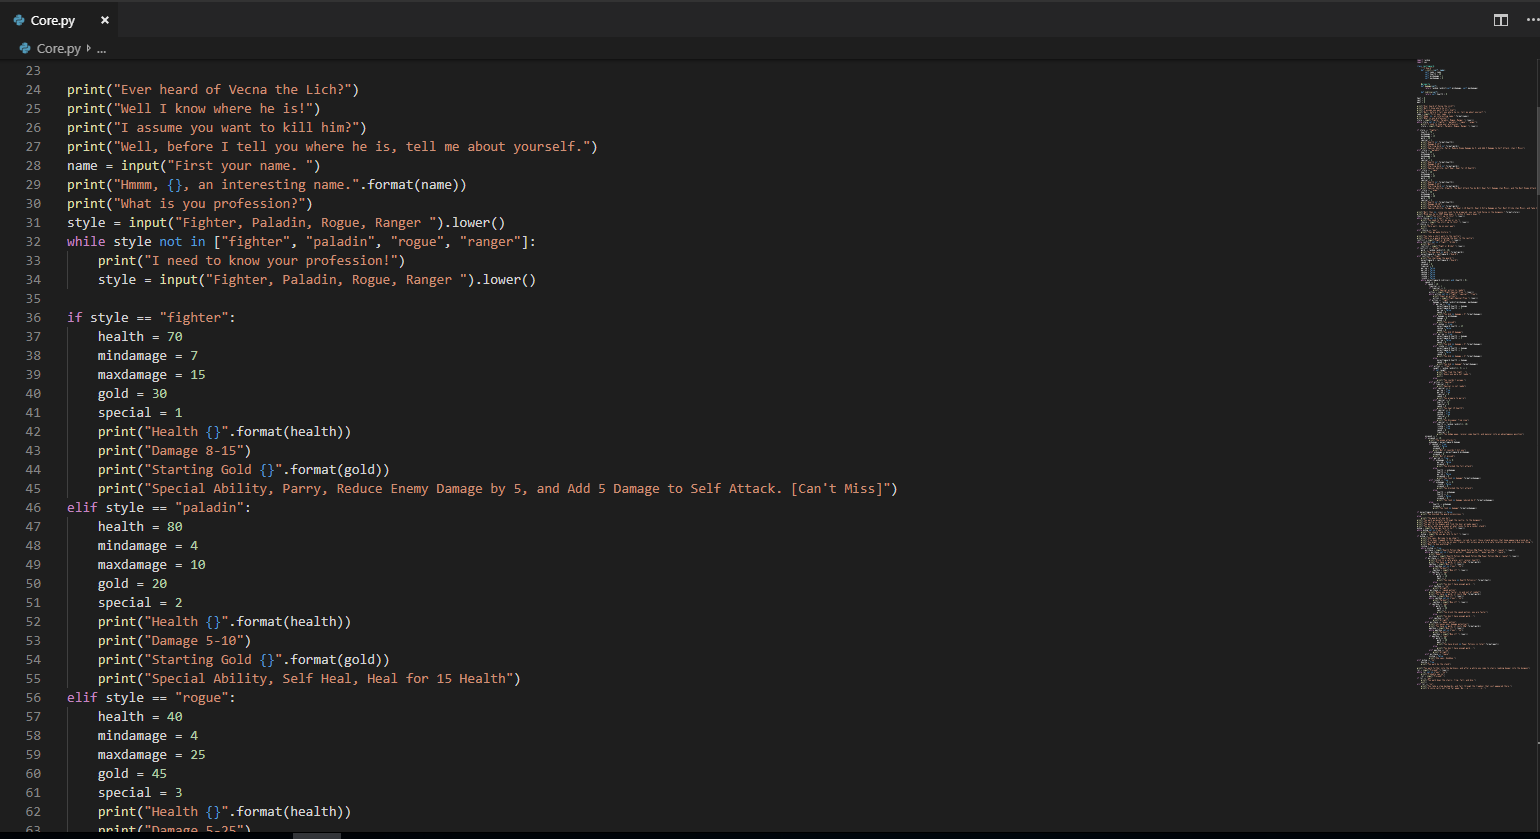 Core.py ×
Core.py ...
23
24 print("Ever heard of Vecna the Lich?")
25 print("Well I know where he is!")
26 print("I assume you want to kill him?")
27 print("Well, before I tell you where he is, tell me about yourself.")
28 name = input("First your name. ")
29 print("Hmmm, {}, an interesting name.".format(name))
30 print("What is you profession?")
31 style = input("Fighter, Paladin, Rogue, Ranger ").lower()
32 while style not in ["fighter", "paladin", "rogue", "ranger"]:
33     print("I need to know your profession!")
34     style = input("Fighter, Paladin, Rogue, Ranger ").lower()
35
36 if style == "fighter":
37     health = 70
38     mindamage = 7
39     maxdamage = 15
40     gold = 30
41     special = 1
42     print("Health {}".format(health))
43     print("Damage 8-15")
44     print("Starting Gold {}".format(gold))
45     print("Special Ability, Parry, Reduce Enemy Damage by 5, and Add 5 Damage to Self Attack. [Can't Miss]")
46 elif style == "paladin":
47     health = 80
48     mindamage = 4
49     maxdamage = 10
50     gold = 20
51     special = 2
52     print("Health {}".format(health))
53     print("Damage 5-10")
54     print("Starting Gold {}".format(gold))
55     print("Special Ability, Self Heal, Heal for 15 Health")
56 elif style == "rogue":
57     health = 40
58     mindamage = 4
59     maxdamage = 25
60     gold = 45
61     special = 3
62     print("Health {}".format(health))
63     print("Damage 5-25")